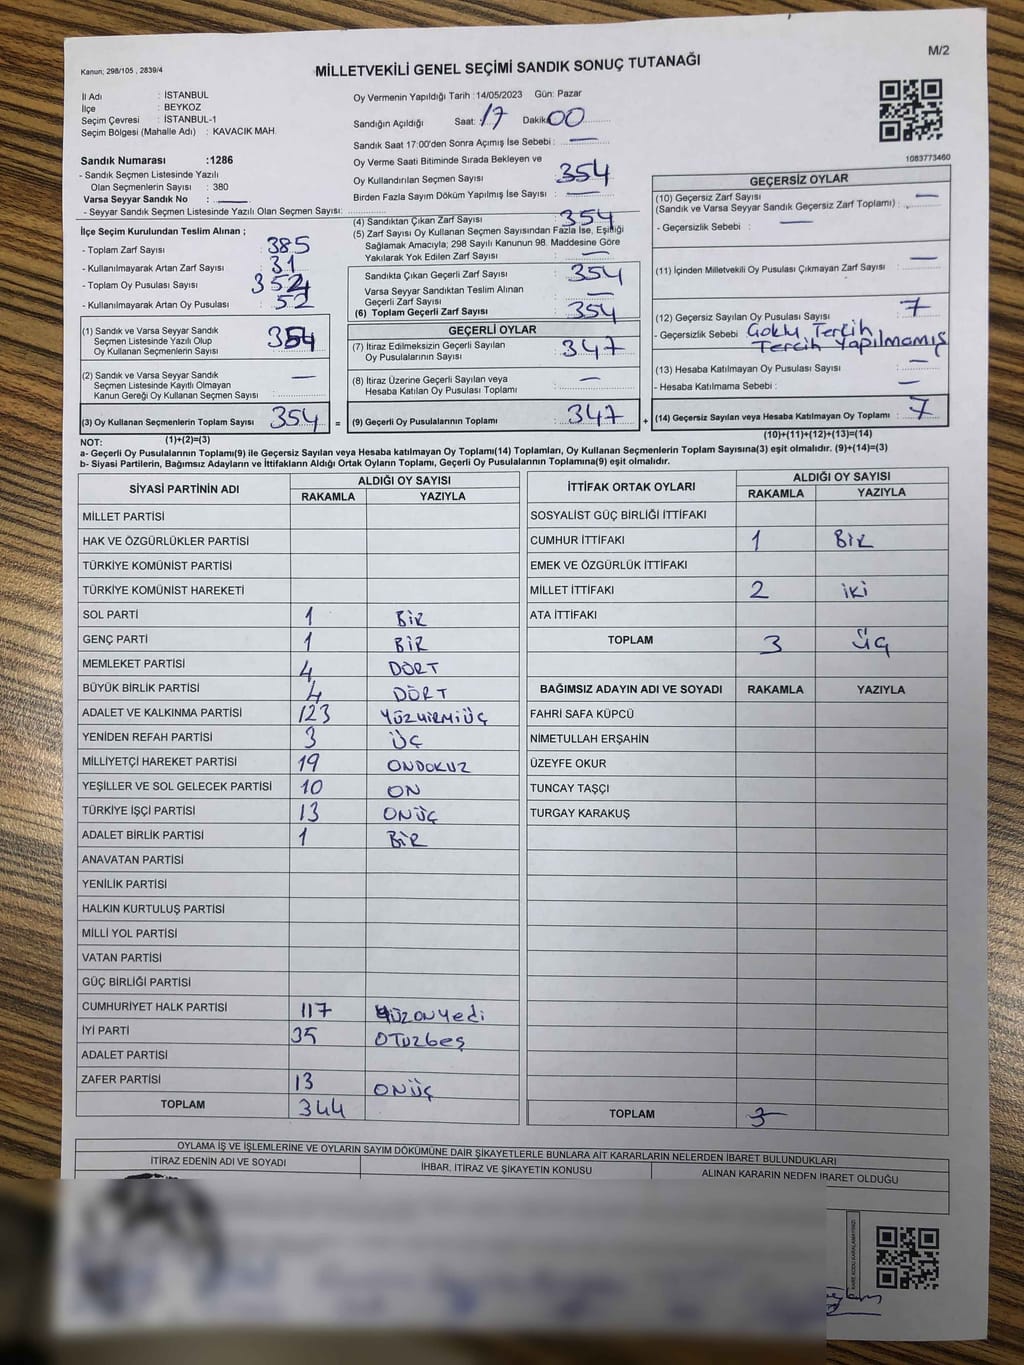 M/2
Kanun; 298/105 , 2839/4
MİLLETVEKİLİ GENEL SEÇİMİ SANDIK SONUÇ TUTANAĞI
İl Adı : İSTANBUL
İlçe : BEYKOZ
Seçim Çevresi : İSTANBUL-1
Seçim Bölgesi (Mahalle Adı) : KAVACIK MAH.
Sandık Numarası :1286
- Sandık Seçmen Listesinde Yazılı
Olan Seçmenlerin Sayısı : 380
Varsa Seyyar Sandık No : —
- Seyyar Sandık Seçmen Listesinde Yazılı Olan Seçmen Sayısı:
İlçe Seçim Kurulundan Teslim Alınan ;
- Toplam Zarf Sayısı : 385
- Kullanılmayarak Artan Zarf Sayısı : 31
- Toplam Oy Pusulası Sayısı :
- Kullanılmayarak Artan Oy Pusulası : 52
(1) Sandık ve Varsa Seyyar Sandık
Seçmen Listesinde Yazılı Olup
Oy Kullanan Seçmenlerin Sayısı : 354
(2) Sandık ve Varsa Seyyar Sandık
Seçmen Listesinde Kayıtlı Olmayan
Kanun Gereği Oy Kullanan Seçmen Sayısı : —
(3) Oy Kullanan Seçmenlerin Toplam Sayısı : 354 =
Oy Vermenin Yapıldığı Tarih : 14/05/2023 Gün: Pazar
Sandığın Açıldığı Saat: 17 Dakika: 00
Sandık Saat 17:00'den Sonra Açımış İse Sebebi : —
Oy Verme Saati Bitiminde Sırada Bekleyen ve
Oy Kullandırılan Seçmen Sayısı : 354
Birden Fazla Sayım Döküm Yapılmış İse Sayısı : —
(4) Sandıktan Çıkan Zarf Sayısı : 354
(5) Zarf Sayısı Oy Kullanan Seçmen Sayısından Fazla İse, Eşitliği
Sağlamak Amacıyla; 298 Sayılı Kanunun 98. Maddesine Göre
Yakılarak Yok Edilen Zarf Sayısı : —
Sandıkta Çıkan Geçerli Zarf Sayısı : 354
Varsa Seyyar Sandıktan Teslim Alınan
Geçerli Zarf Sayısı : —
(6) Toplam Geçerli Zarf Sayısı : 354
GEÇERLİ OYLAR
(7) İtiraz Edilmeksizin Geçerli Sayılan
Oy Pusulalarının Sayısı : 347
(8) İtiraz Üzerine Geçerli Sayılan veya
Hesaba Katılan Oy Pusulası Toplamı : —
(9) Geçerli Oy Pusulalarının Toplamı : 347 +
1083773460
GEÇERSİZ OYLAR
(10) Geçersiz Zarf Sayısı
(Sandık ve Varsa Seyyar Sandık Geçersiz Zarf Toplamı) : —
- Geçersizlik Sebebi : —
(11) İçinden Milletvekili Oy Pusulası Çıkmayan Zarf Sayısı : —
(12) Geçersiz Sayılan Oy Pusulası Sayısı : 7
- Geçersizlik Sebebi : Çoklu Tercih
Tercih Yapılmamış
(13) Hesaba Katılmayan Oy Pusulası Sayısı : —
- Hesaba Katılmama Sebebi : —
(14) Geçersiz Sayılan veya Hesaba Katılmayan Oy Toplamı : 7
NOT: (1)+(2)=(3) (10)+(11)+(12)+(13)=(14)
a- Geçerli Oy Pusulalarının Toplamı(9) ile Geçersiz Sayılan veya Hesaba katılmayan Oy Toplamı(14) Toplamları, Oy Kullanan Seçmenlerin Toplam Sayısına(3) eşit olmalıdır. (9)+(14)=(3)
b- Siyasi Partilerin, Bağımsız Adayların ve İttifakların Aldığı Ortak Oyların Toplamı, Geçerli Oy Pusulalarının Toplamına(9) eşit olmalıdır.
SİYASİ PARTİNİN ADI ALDIĞI OY SAYISI
RAKAMLA YAZIYLA
MİLLET PARTİSİ
HAK VE ÖZGÜRLÜKLER PARTİSİ
TÜRKİYE KOMÜNİST PARTİSİ
TÜRKİYE KOMÜNİST HAREKETİ
SOL PARTİ 1 BİR
GENÇ PARTİ 1 BİR
MEMLEKET PARTİSİ 4 DÖRT
BÜYÜK BİRLİK PARTİSİ 4 DÖRT
ADALET VE KALKINMA PARTİSİ 123 YÜZYİRMİÜÇ
YENİDEN REFAH PARTİSİ 3 ÜÇ
MİLLİYETÇİ HAREKET PARTİSİ 19 ONDOKUZ
YEŞİLLER VE SOL GELECEK PARTİSİ 10 ON
TÜRKİYE İŞÇİ PARTİSİ 13 ONÜÇ
ADALET BİRLİK PARTİSİ 1 BİR
ANAVATAN PARTİSİ
YENİLİK PARTİSİ
HALKIN KURTULUŞ PARTİSİ
MİLLİ YOL PARTİSİ
VATAN PARTİSİ
GÜÇ BİRLİĞİ PARTİSİ
CUMHURİYET HALK PARTİSİ 117 YÜZONYEDİ
İYİ PARTİ 35 OTUZBEŞ
ADALET PARTİSİ
ZAFER PARTİSİ 13 ONÜÇ
TOPLAM 344
İTTİFAK ORTAK OYLARI ALDIĞI OY SAYISI
RAKAMLA YAZIYLA
SOSYALİST GÜÇ BİRLİĞİ İTTİFAKI
CUMHUR İTTİFAKI 1 BİR
EMEK VE ÖZGÜRLÜK İTTİFAKI
MİLLET İTTİFAKI 2 İKİ
ATA İTTİFAKI
TOPLAM 3 ÜÇ
BAĞIMSIZ ADAYIN ADI VE SOYADI RAKAMLA YAZIYLA
FAHRİ SAFA KÜPCÜ
NİMETULLAH ERŞAHİN
ÜZEYFE OKUR
TUNCAY TAŞÇI
TURGAY KARAKUŞ
TOPLAM 3
OYLAMA İŞ VE İŞLEMLERİNE VE OYLARIN SAYIM DÖKÜMÜNE DAİR ŞİKAYETLERLE BUNLARA AİT KARARLARIN NELERDEN İBARET BULUNDUKLARI
İTİRAZ EDENİN ADI VE SOYADI İHBAR, İTİRAZ VE ŞİKAYETİN KONUSU ALINAN KARARIN NEDEN İBARET OLDUĞU